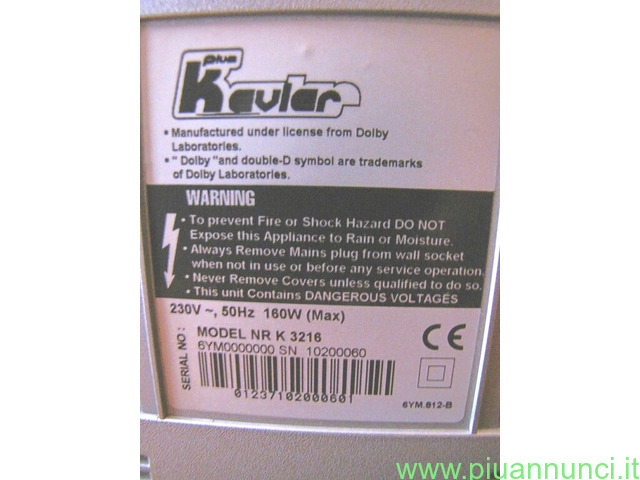 plus
Kavlar
• Manufactured under license from Dolby
Laboratories.
• " Dolby "and double-D symbol are trademarks
of Dolby Laboratories.
WARNING
• To prevent Fire or Shock Hazard DO NOT
Expose this Appliance to Rain or Moisture.
• Always Remove Mains plug from wall socket
when not in use or before any service operation
• Never Remove Covers unless qualified to do so.
• This unit Contains DANGEROUS VOLTAGES
230V ~, 50Hz 160W (Max)
SERIAL NO :
MODEL NR K 3216
6YM0000000 SN 10200060
01237102000601
CE
6YM.812-B
www.piuannunci.it